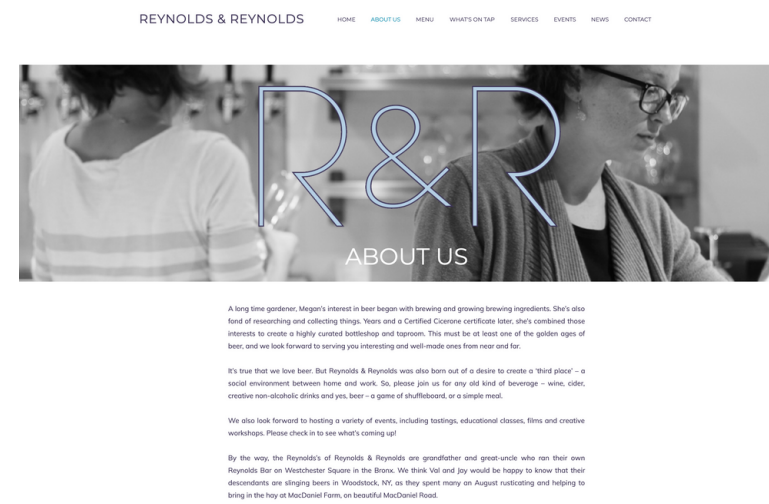 REYNOLDS & REYNOLDS
HOME ABOUT US MENU WHAT'S ON TAP SERVICES EVENTS NEWS CONTACT
R&R
ABOUT US
A long time gardener, Megan's interest in beer began with brewing and growing brewing ingredients. She's also
fond of researching and collecting things. Years and a Certified Cicerone certificate later, she's combined those
interests to create a highly curated bottleshop and taproom. This must be at least one of the golden ages of
beer, and we look forward to serving you interesting and well-made ones from near and far.
It's true that we love beer. But Reynolds & Reynolds was also born out of a desire to create a 'third place' – a
social environment between home and work. So, please join us for any old kind of beverage – wine, cider,
creative non-alcoholic drinks and yes, beer – a game of shuffleboard, or a simple meal.
We also look forward to hosting a variety of events, including tastings, educational classes, films and creative
workshops. Please check in to see what's coming up!
By the way, the Reynolds's of Reynolds & Reynolds are grandfather and great-uncle who ran their own
Reynolds Bar on Westchester Square in the Bronx. We think Val and Jay would be happy to know that their
descendants are slinging beers in Woodstock, NY, as they spent many an August rusticating and helping to
bring in the hay at MacDaniel Farm, on beautiful MacDaniel Road.